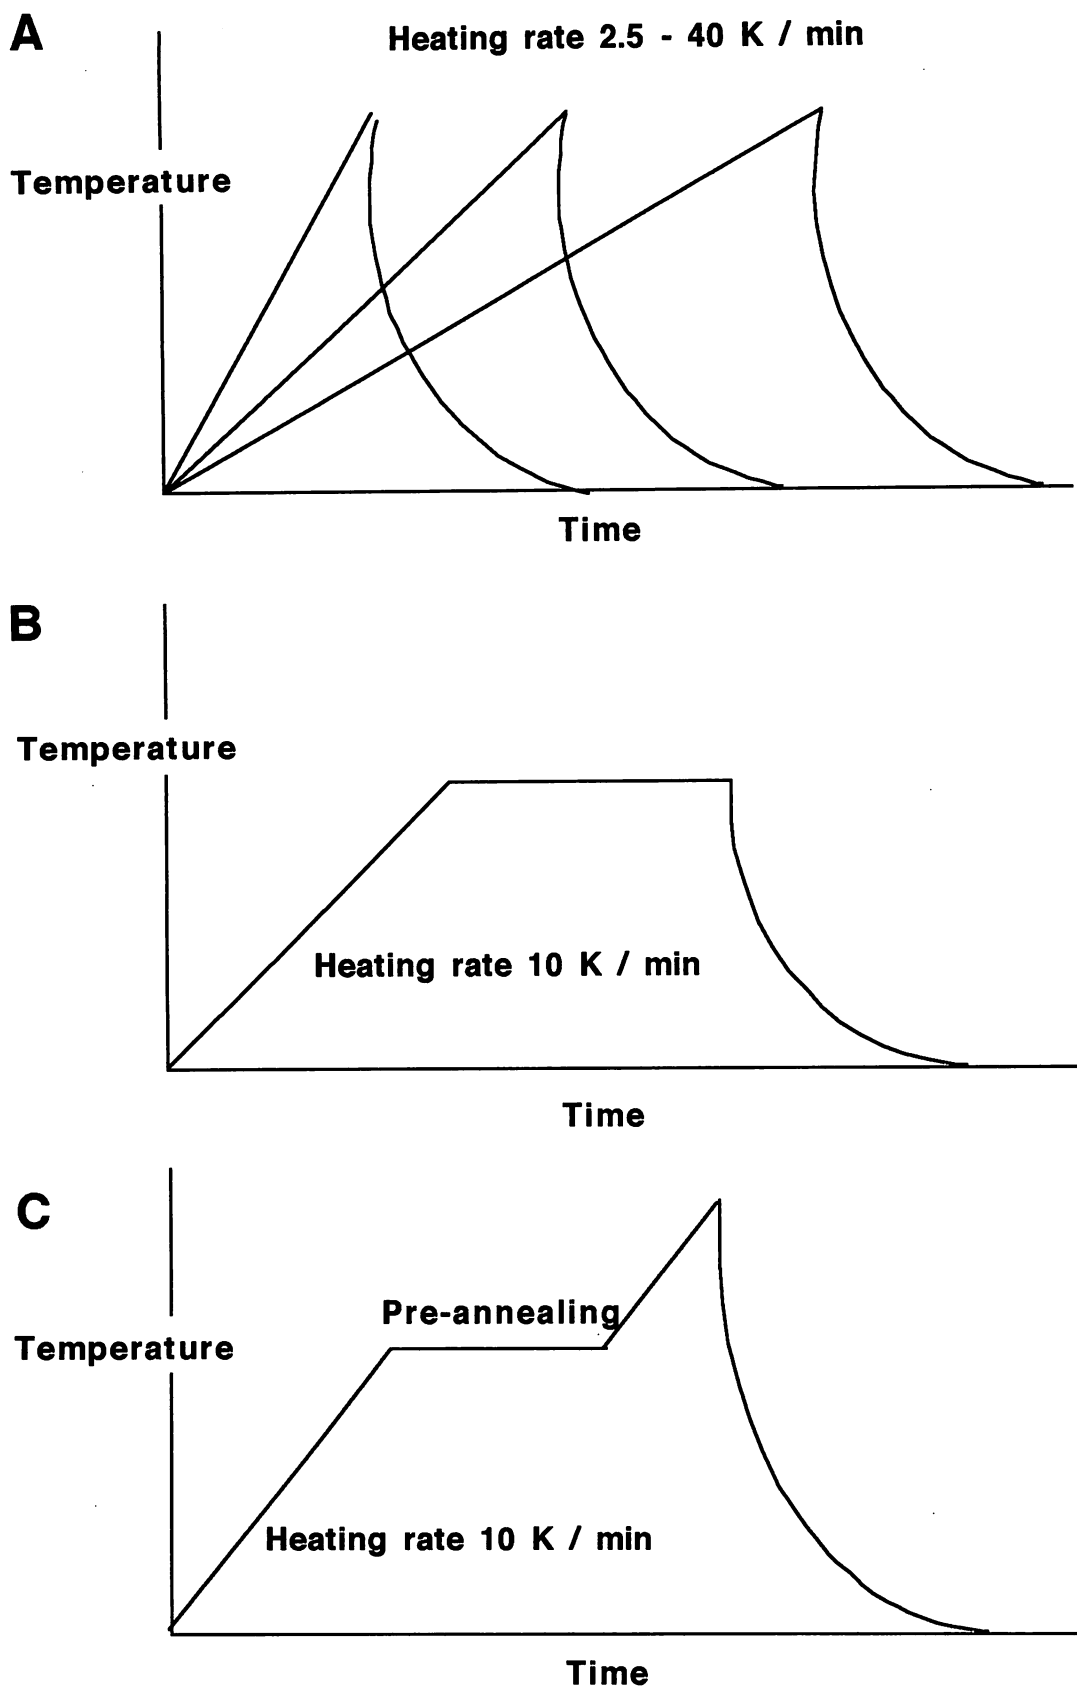 A
Heating rate 2.5 - 40 K / min
Temperature
Time
B
Temperature
Heating rate 10 K / min
Time
C
Pre-annealing
Temperature
Heating rate 10 K / min
Time